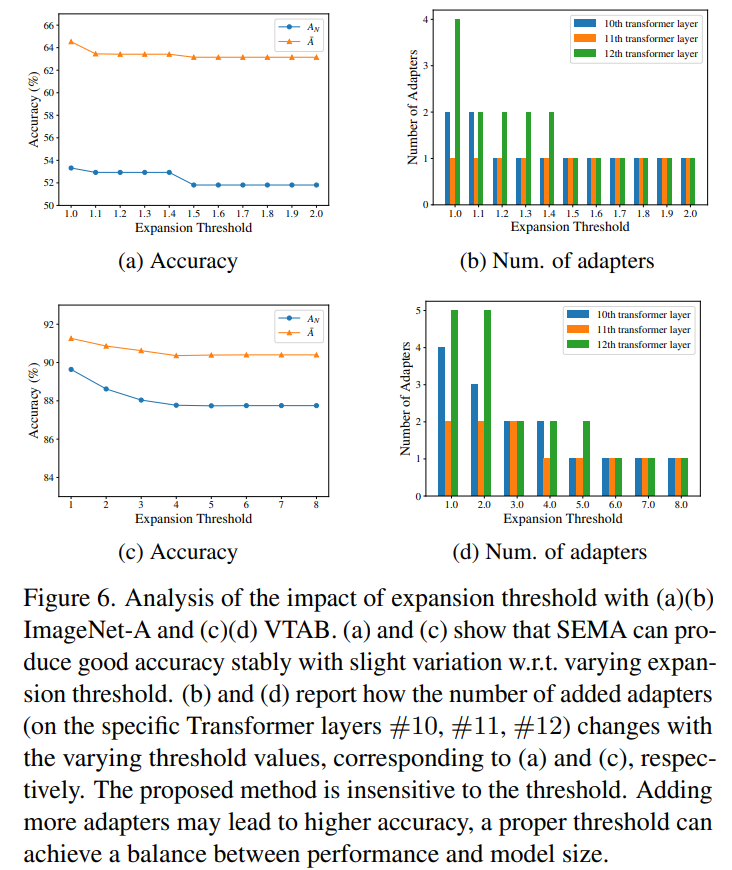 66
64
62
60
58
56
54
52
50
Accuracy (%)
A_N
Ā
1.0 1.1 1.2 1.3 1.4 1.5 1.6 1.7 1.8 1.9 2.0
Expansion Threshold
(a) Accuracy
4
3
2
1
0
Number of Adapters
10th transformer layer
11th transformer layer
12th transformer layer
1.0 1.1 1.2 1.3 1.4 1.5 1.6 1.7 1.8 1.9 2.0
Expansion Threshold
(b) Num. of adapters
92
90
88
86
84
Accuracy (%)
A_N
Ā
1 2 3 4 5 6 7 8
Expansion Threshold
(c) Accuracy
5
4
3
2
1
0
Number of Adapters
10th transformer layer
11th transformer layer
12th transformer layer
1.0 2.0 3.0 4.0 5.0 6.0 7.0 8.0
Expansion Threshold
(d) Num. of adapters
Figure 6. Analysis of the impact of expansion threshold with (a)(b)
ImageNet-A and (c)(d) VTAB. (a) and (c) show that SEMA can pro-
duce good accuracy stably with slight variation w.r.t. varying expan-
sion threshold. (b) and (d) report how the number of added adapters
(on the specific Transformer layers #10, #11, #12) changes with
the varying threshold values, corresponding to (a) and (c), respec-
tively. The proposed method is insensitive to the threshold. Adding
more adapters may lead to higher accuracy, a proper threshold can
achieve a balance between performance and model size.